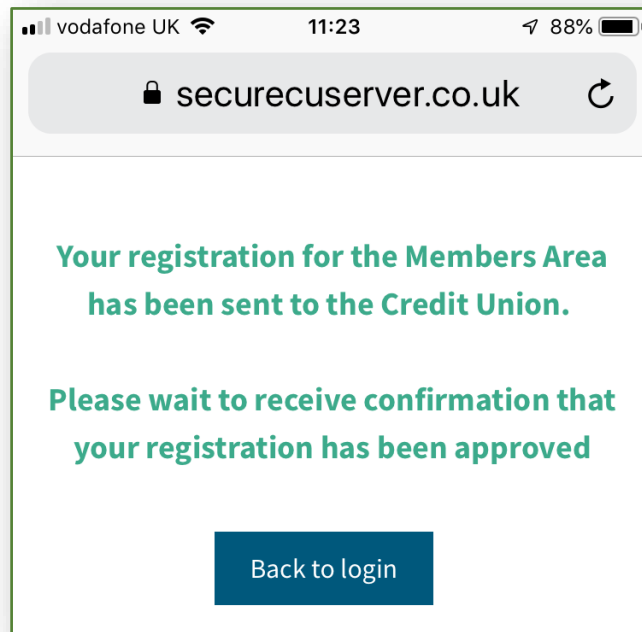 vodafone UK 11:23 88%
securecuserver.co.uk
Your registration for the Members Area
has been sent to the Credit Union.
Please wait to receive confirmation that
your registration has been approved
Back to login